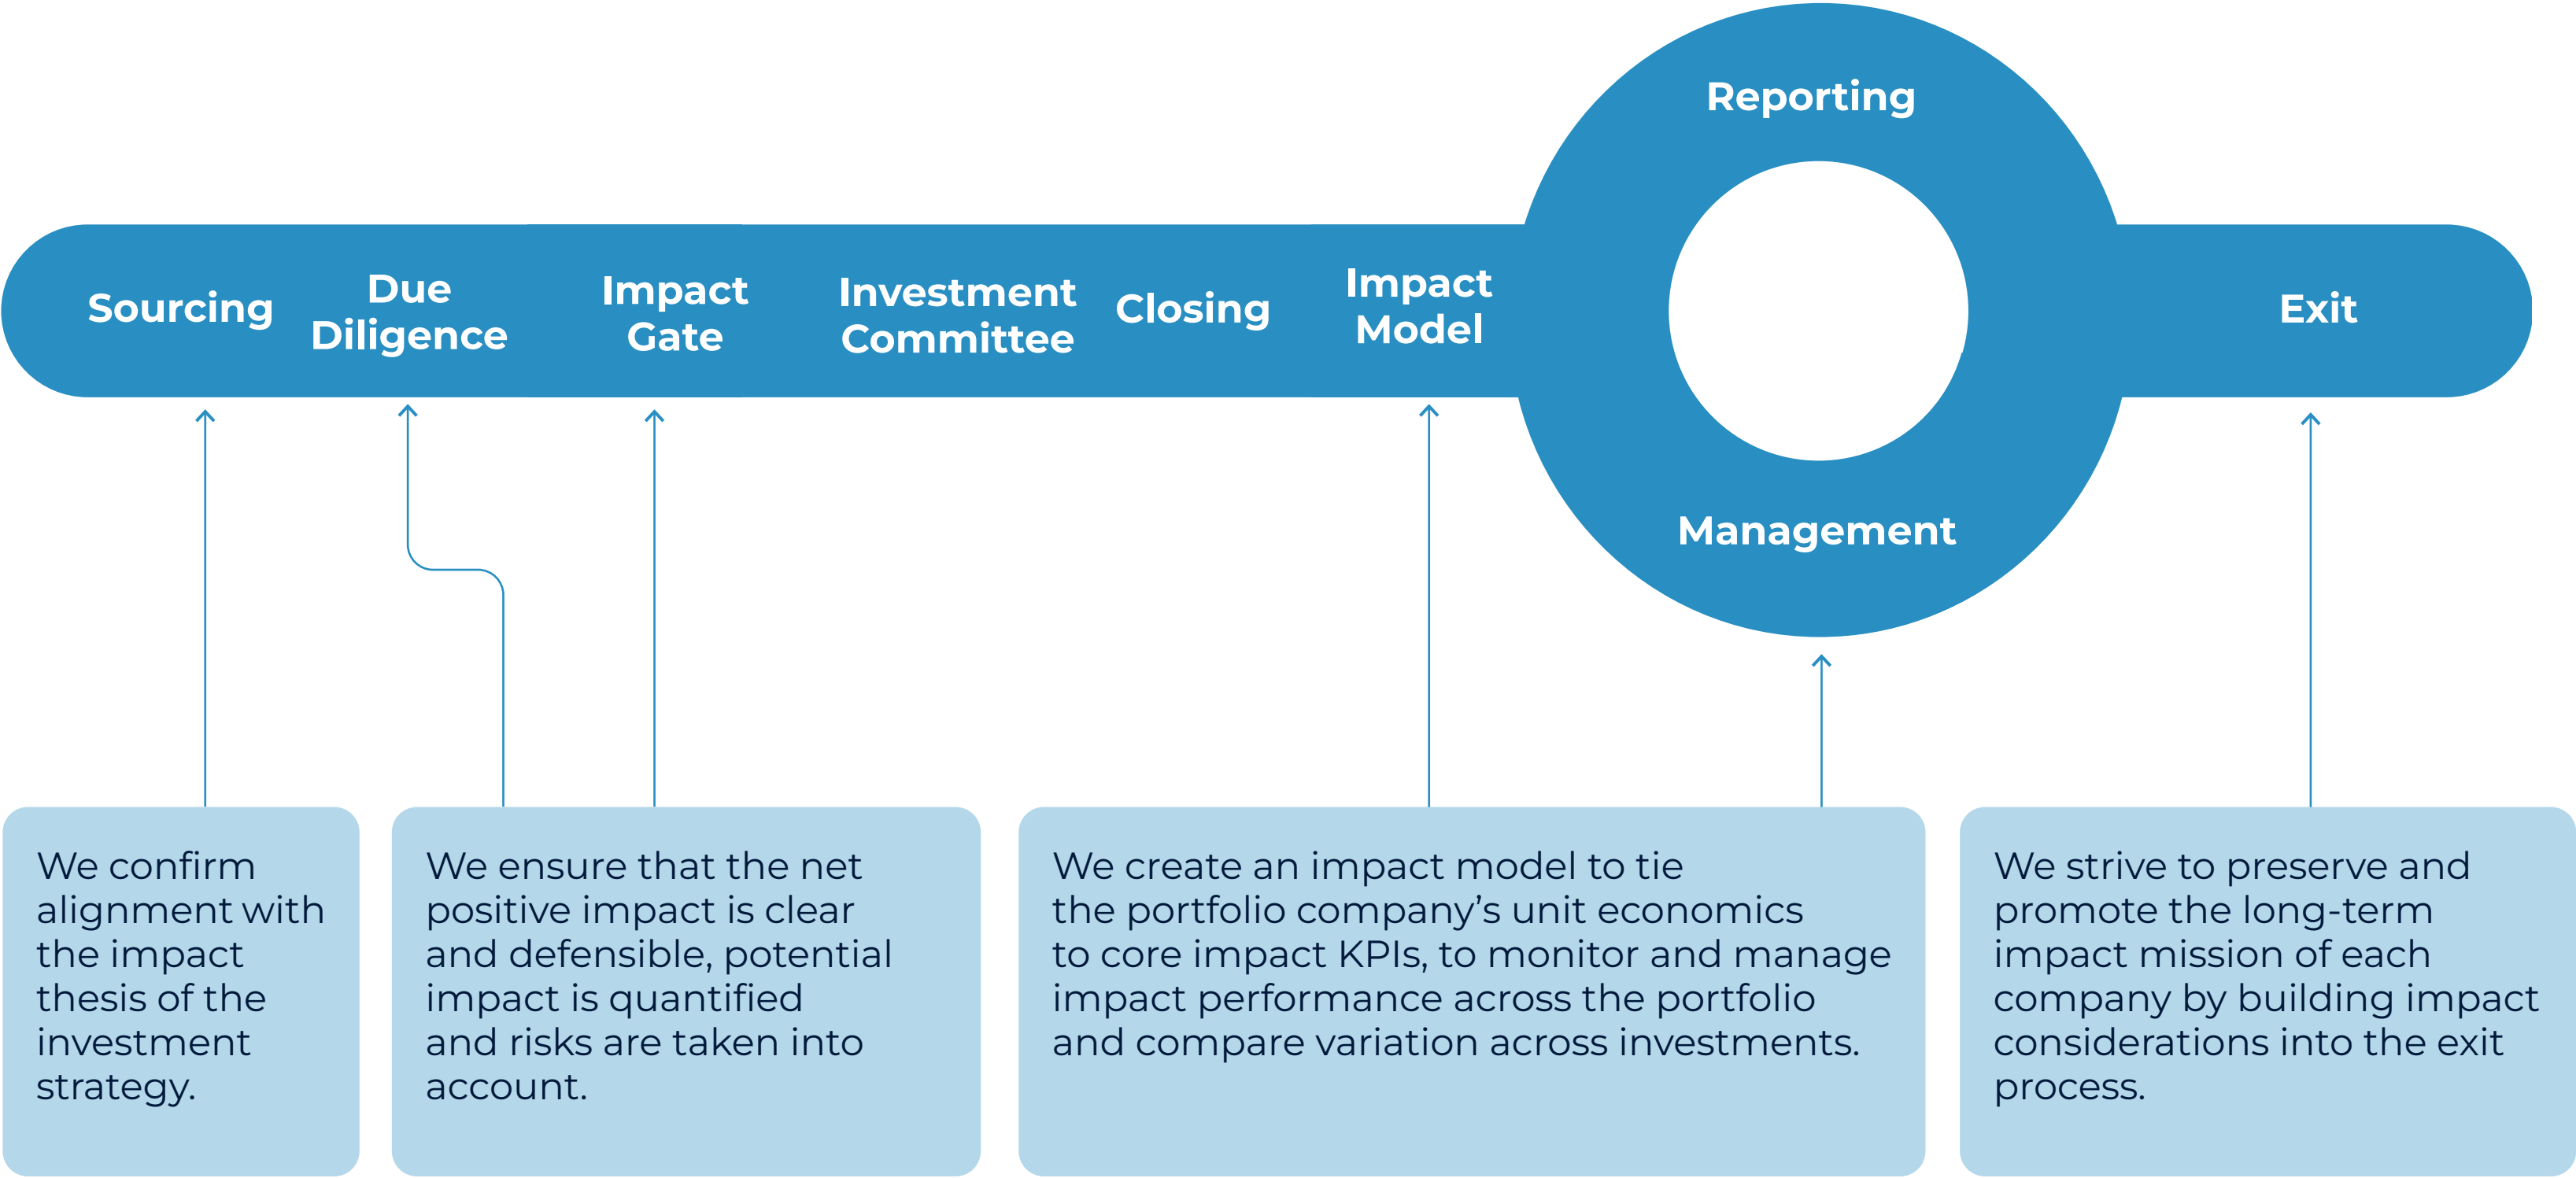 Reporting
Sourcing
Due
Diligence
Impact
Gate
Investment
Committee
Closing
Impact
Model
Exit
Management
We confirm
alignment with
the impact
thesis of the
investment
strategy.
We ensure that the net
positive impact is clear
and defensible, potential
impact is quantified
and risks are taken into
account.
We create an impact model to tie
the portfolio company’s unit economics
to core impact KPIs, to monitor and manage
impact performance across the portfolio
and compare variation across investments.
We strive to preserve and
promote the long-term
impact mission of each
company by building impact
considerations into the exit
process.